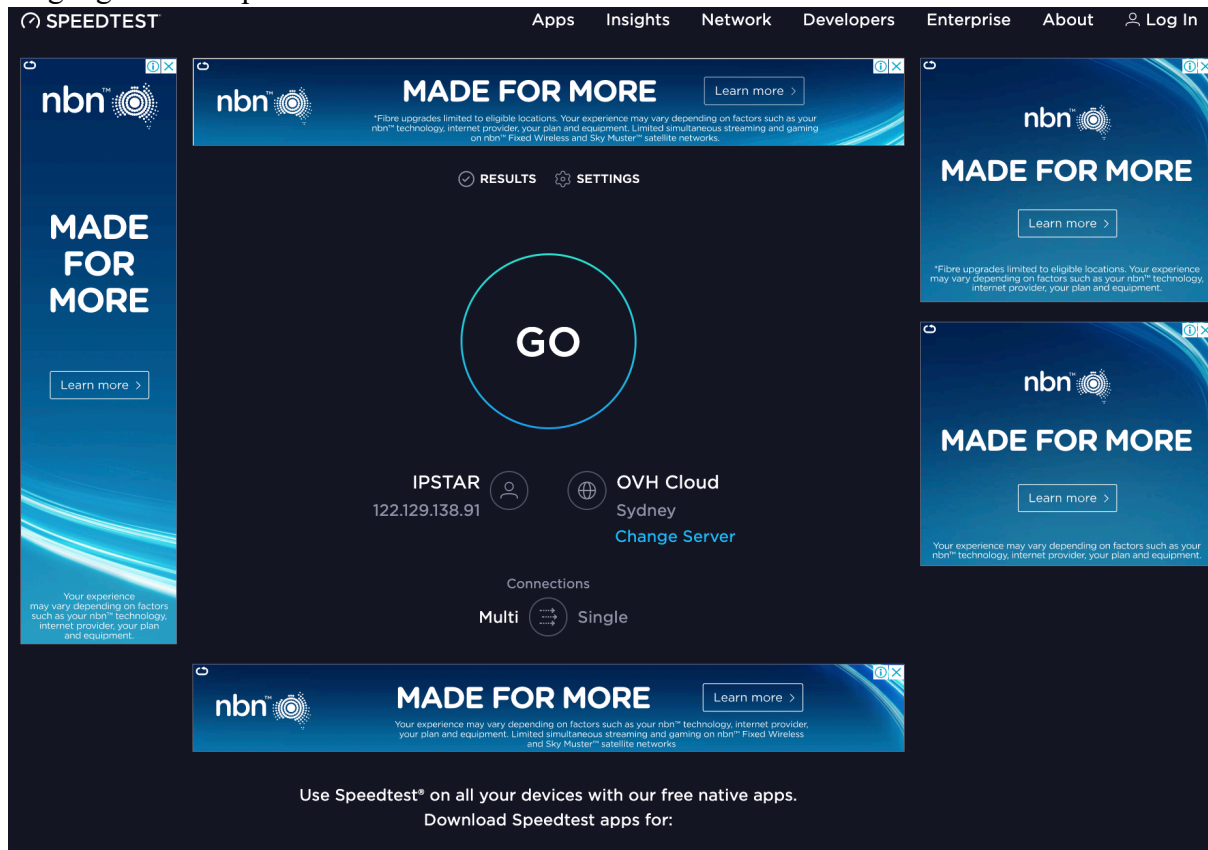 SPEEDTEST
Apps Insights Network Developers Enterprise About Log In
nbn™
MADE
FOR
MORE
Learn more >
Your experience
may vary depending on factors
such as your nbn™ technology,
internet provider, your plan
and equipment.
nbn™
MADE FOR MORE
Learn more >
*Fibre upgrades limited to eligible locations. Your experience may vary depending on factors such as your
nbn™ technology, internet provider, your plan and equipment. Limited simultaneous streaming and gaming
on nbn™ Fixed Wireless and Sky Muster™ satellite networks.
RESULTS SETTINGS
GO
IPSTAR
122.129.138.91
OVH Cloud
Sydney
Change Server
Connections
Multi Single
nbn™
MADE FOR MORE
Learn more >
*Fibre upgrades limited to eligible locations. Your experience
may vary depending on factors such as your nbn™ technology,
internet provider, your plan and equipment.
nbn™
MADE FOR MORE
Learn more >
Your experience may vary depending on factors such as your
nbn™ technology, internet provider, your plan and equipment.
nbn™
MADE FOR MORE
Learn more >
Your experience may vary depending on factors such as your nbn™ technology, internet provider,
your plan and equipment. Limited simultaneous streaming and gaming on nbn™ Fixed Wireless
and Sky Muster™ satellite networks
Use Speedtest® on all your devices with our free native apps.
Download Speedtest apps for: